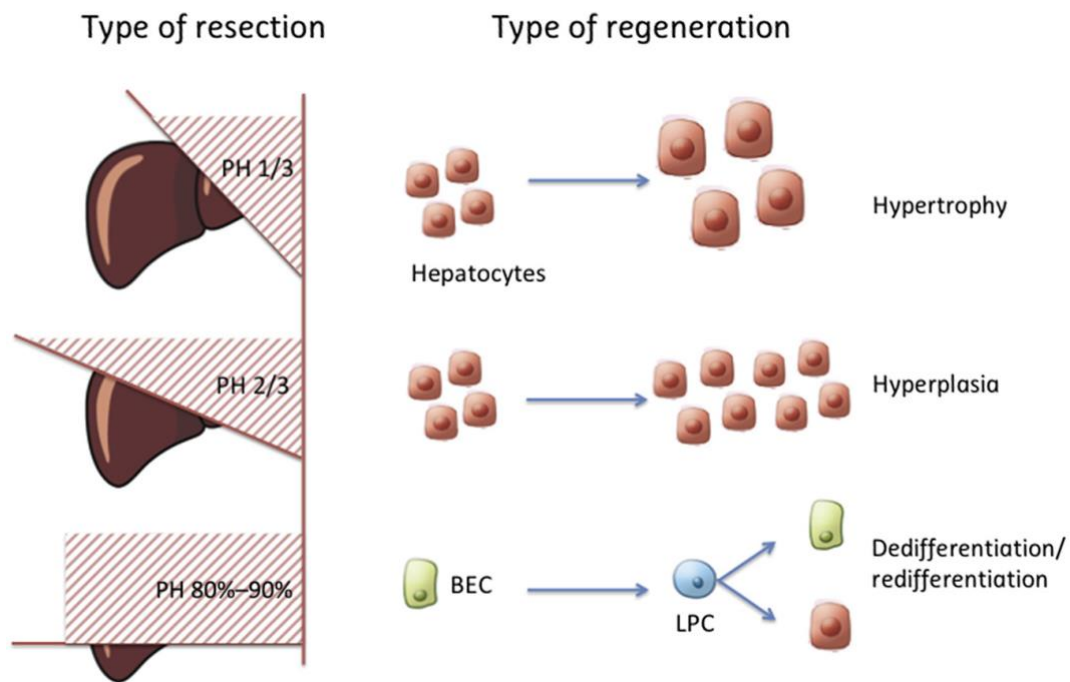 Type of resection
Type of regeneration
PH 1/3
Hepatocytes
Hypertrophy
PH 2/3
Hyperplasia
PH 80%–90%
BEC
LPC
Dedifferentiation/
redifferentiation